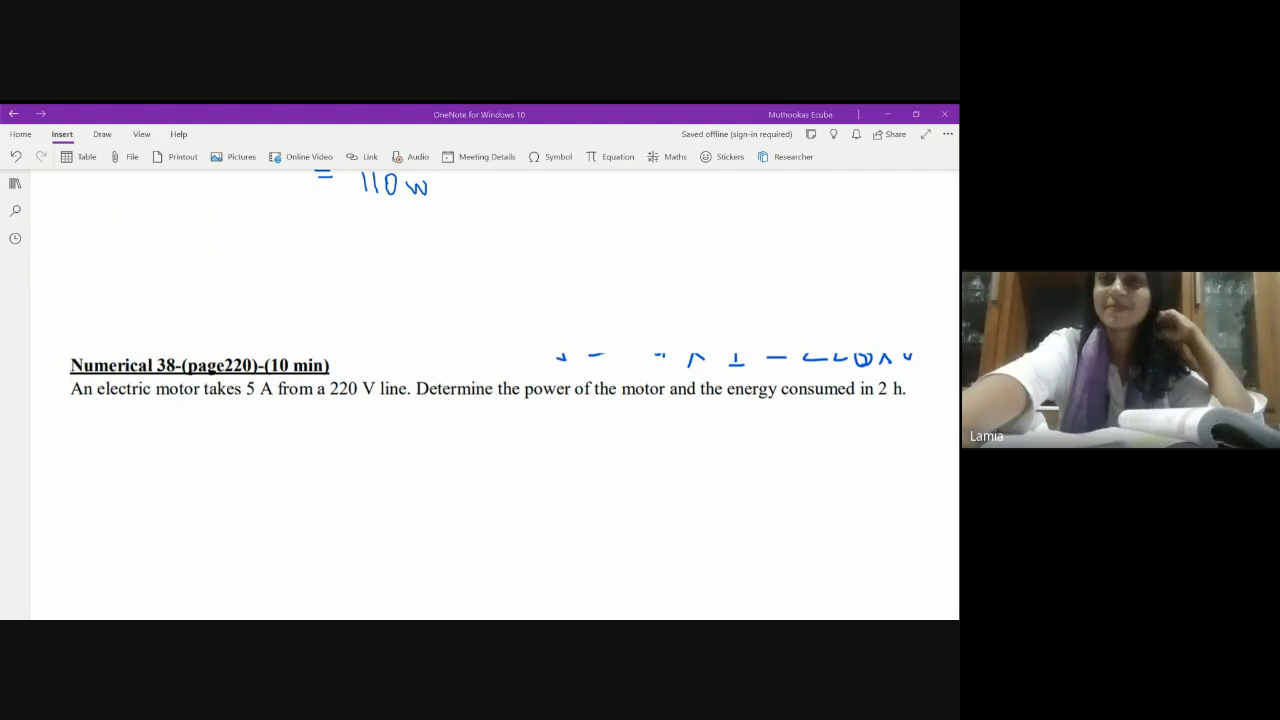 OneNote for Windows 10
Muthookas Ecube
Home Insert Draw View Help
Saved offline (sign-in required)
Share
Table File Printout Pictures Online Video Link Audio Meeting Details Symbol Equation Maths Stickers Researcher
= 110 W
Numerical 38-(page220)-(10 min)
An electric motor takes 5 A from a 220 V line. Determine the power of the motor and the energy consumed in 2 h.
Lamia